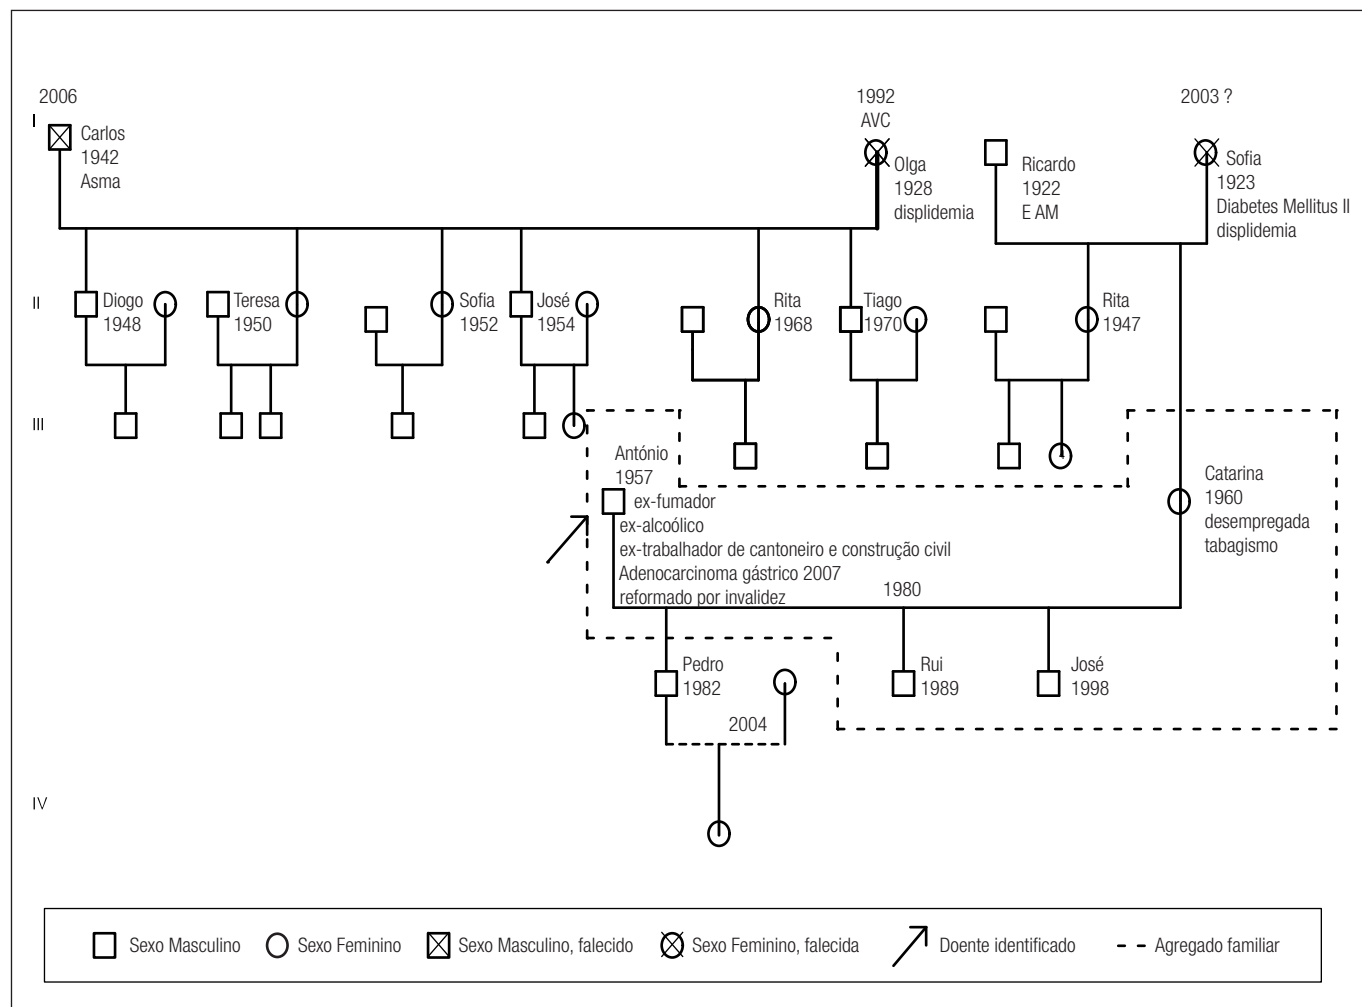 2006
1992
2003 ?
I
AVC
Carlos
1942
Asma
Olga
1928
displidemia
Ricardo
1922
E AM
Sofia
1923
Diabetes Mellitus II
displidemia
II
Diogo
1948
Teresa
1950
Sofia
1952
José
1954
Rita
1968
Tiago
1970
Rita
1947
III
António
1957
ex-fumador
ex-alcoólico
ex-trabalhador de cantoneiro e construção civil
Adenocarcinoma gástrico 2007
reformado por invalidez
Catarina
1960
desempregada
tabagismo
1980
Pedro
1982
Rui
1989
José
1998
2004
IV
Sexo Masculino
Sexo Feminino
Sexo Masculino, falecido
Sexo Feminino, falecida
Doente identificado
Agregado familiar